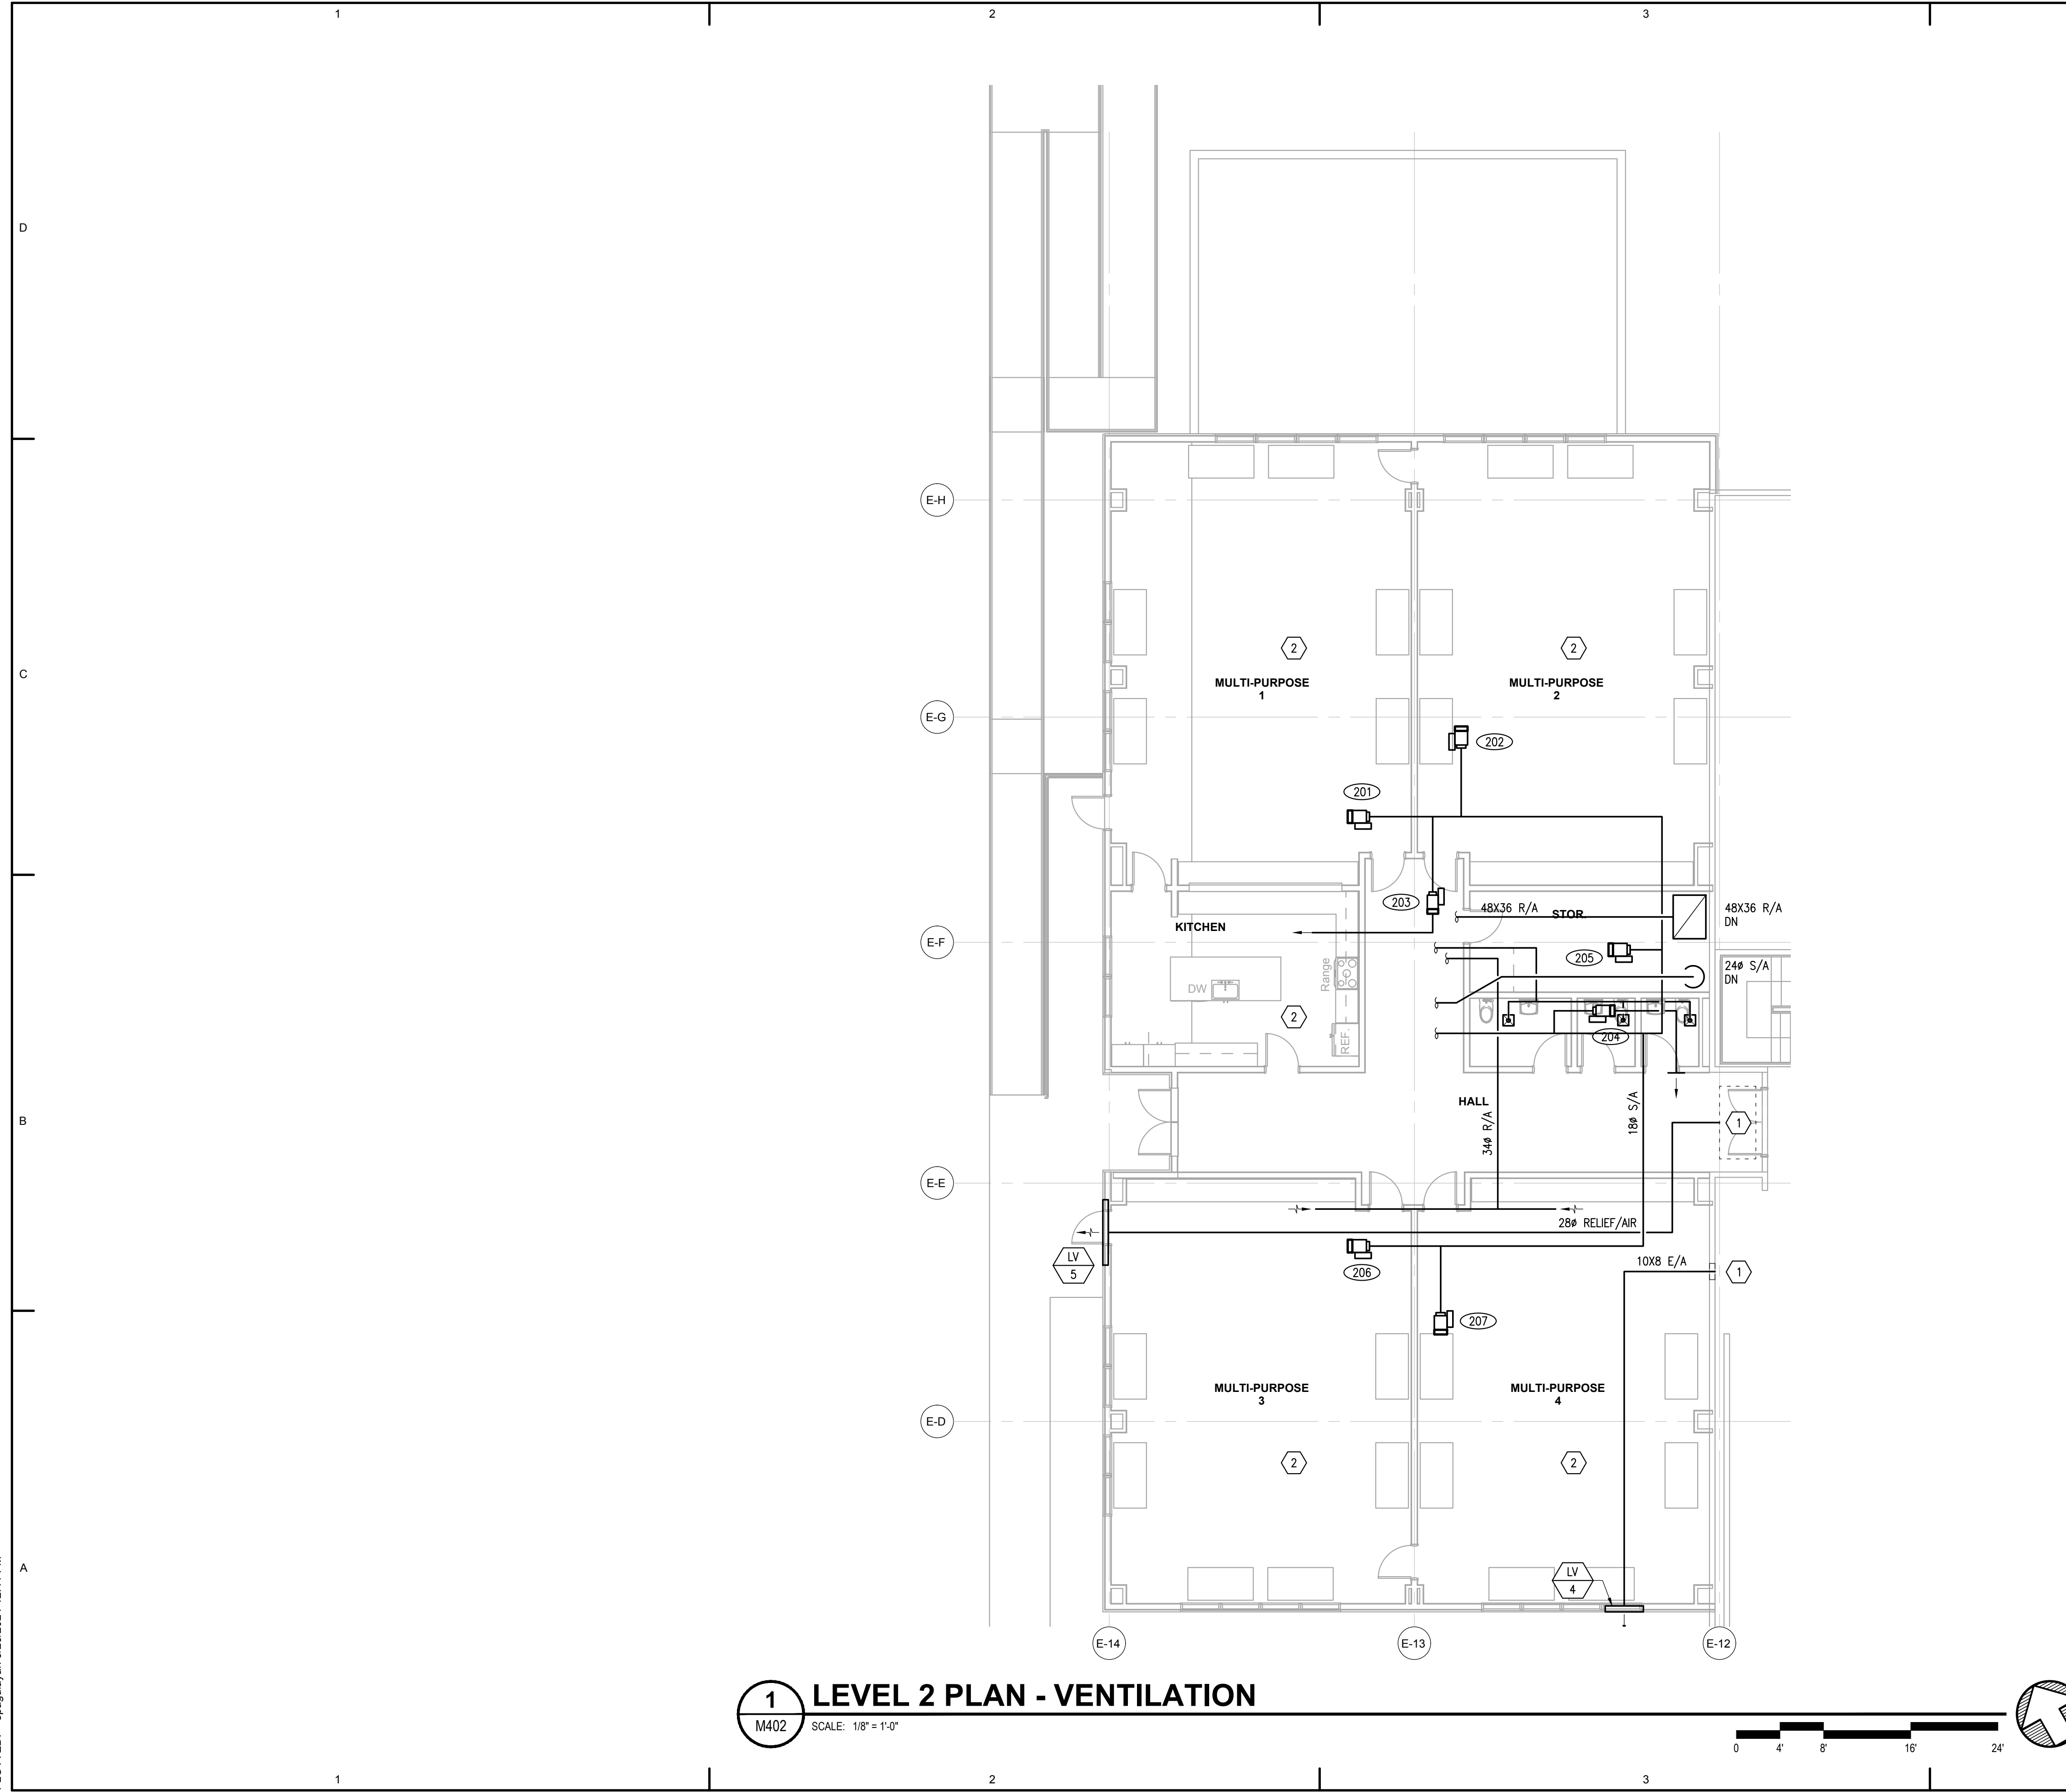 1
2
3
D
E-H
C
2
2
MULTI-PURPOSE
1
MULTI-PURPOSE
2
E-G
202
201
203
48X36 R/A
STOR.
48X36 R/A
DN
KITCHEN
E-F
205
24ø S/A
DN
Range
DW
2
REF.
204
B
HALL
34ø R/A
18ø S/A
1
E-E
28ø RELIEF/AIR
LV
5
206
10X8 E/A
1
207
MULTI-PURPOSE
3
MULTI-PURPOSE
4
E-D
2
2
A
LV
4
E-14
E-13
E-12
1
M402
LEVEL 2 PLAN - VENTILATION
SCALE: 1/8" = 1'-0"
0
4'
8'
16'
24'
1
2
3